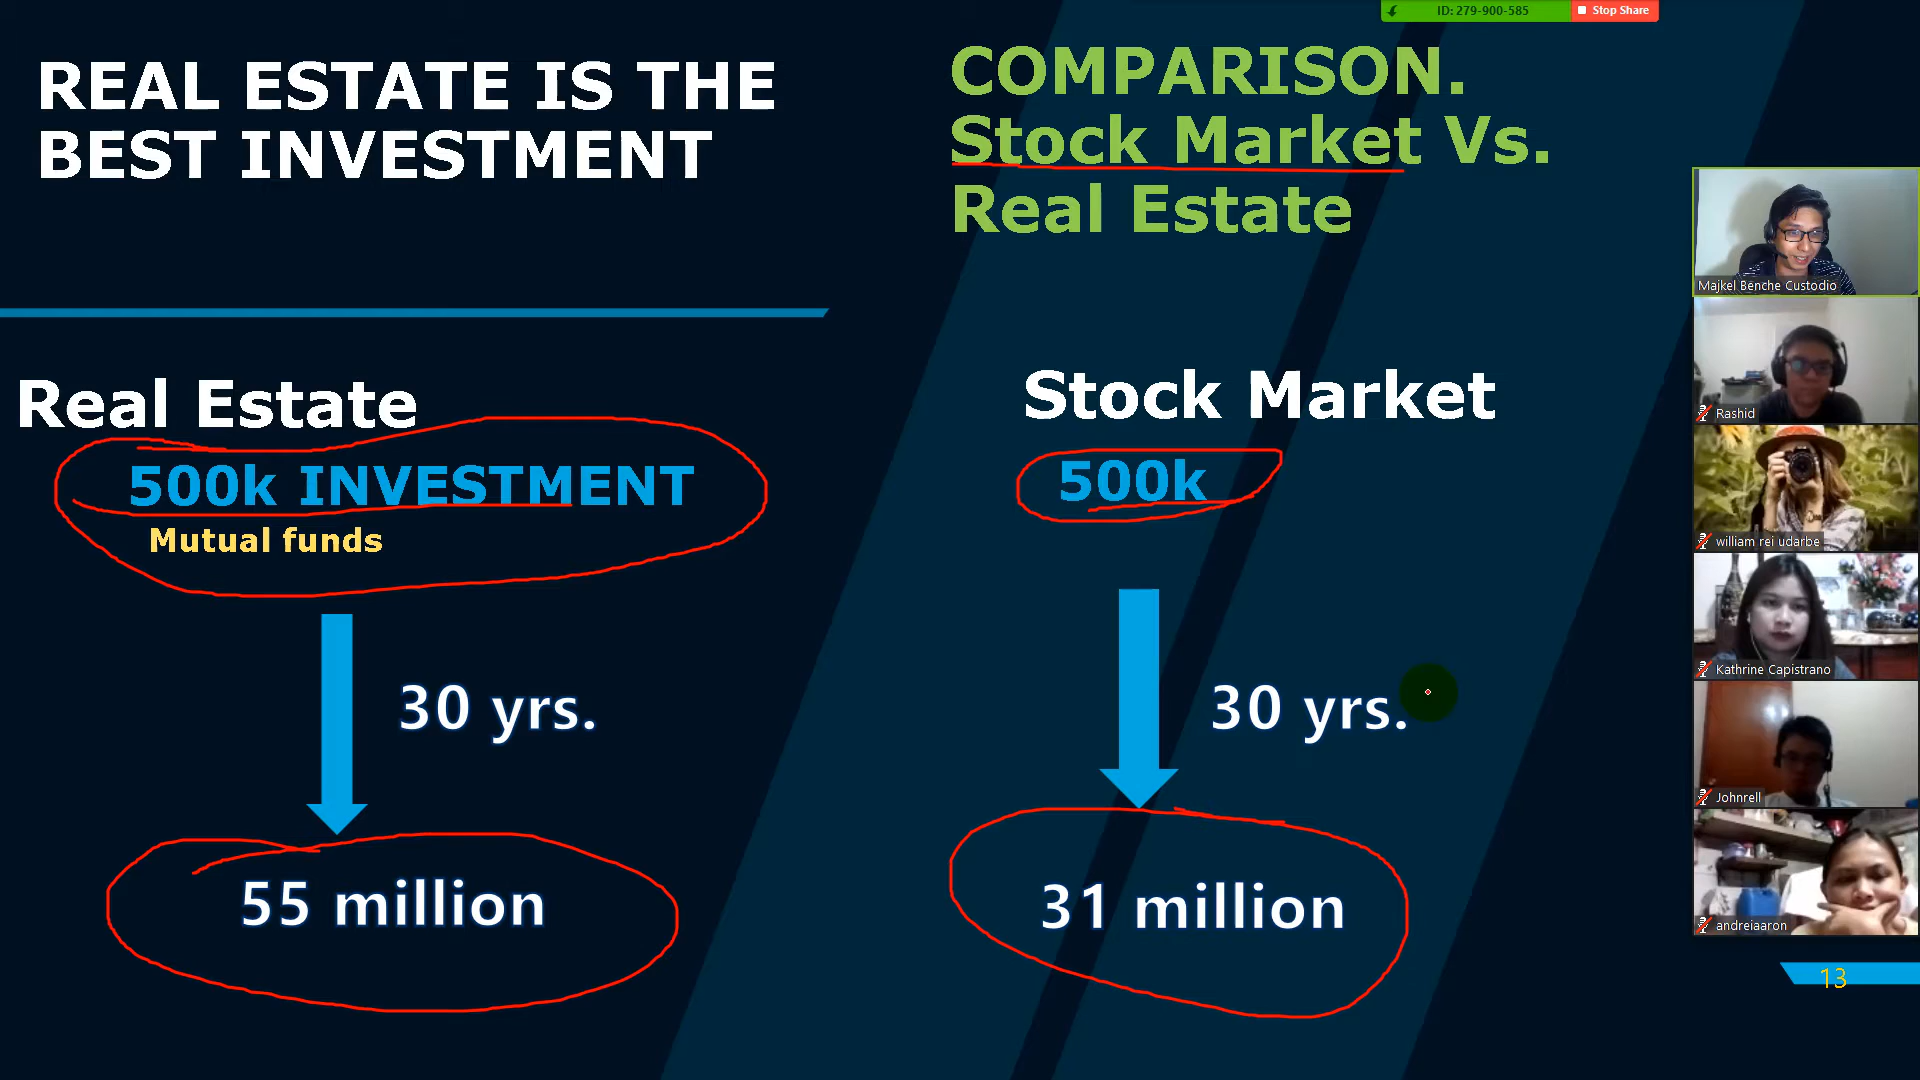 ID: 279-900-585
Stop Share
REAL ESTATE IS THE
BEST INVESTMENT
COMPARISON.
Stock Market Vs.
Real Estate
Real Estate
500k INVESTMENT
Mutual funds
30 yrs.
55 million
Stock Market
500k
30 yrs.
31 million
Majkel Benche Custodio
Rashid
william rei udarbe
Kathrine Capistrano
Johnrell
andreiaaron
13